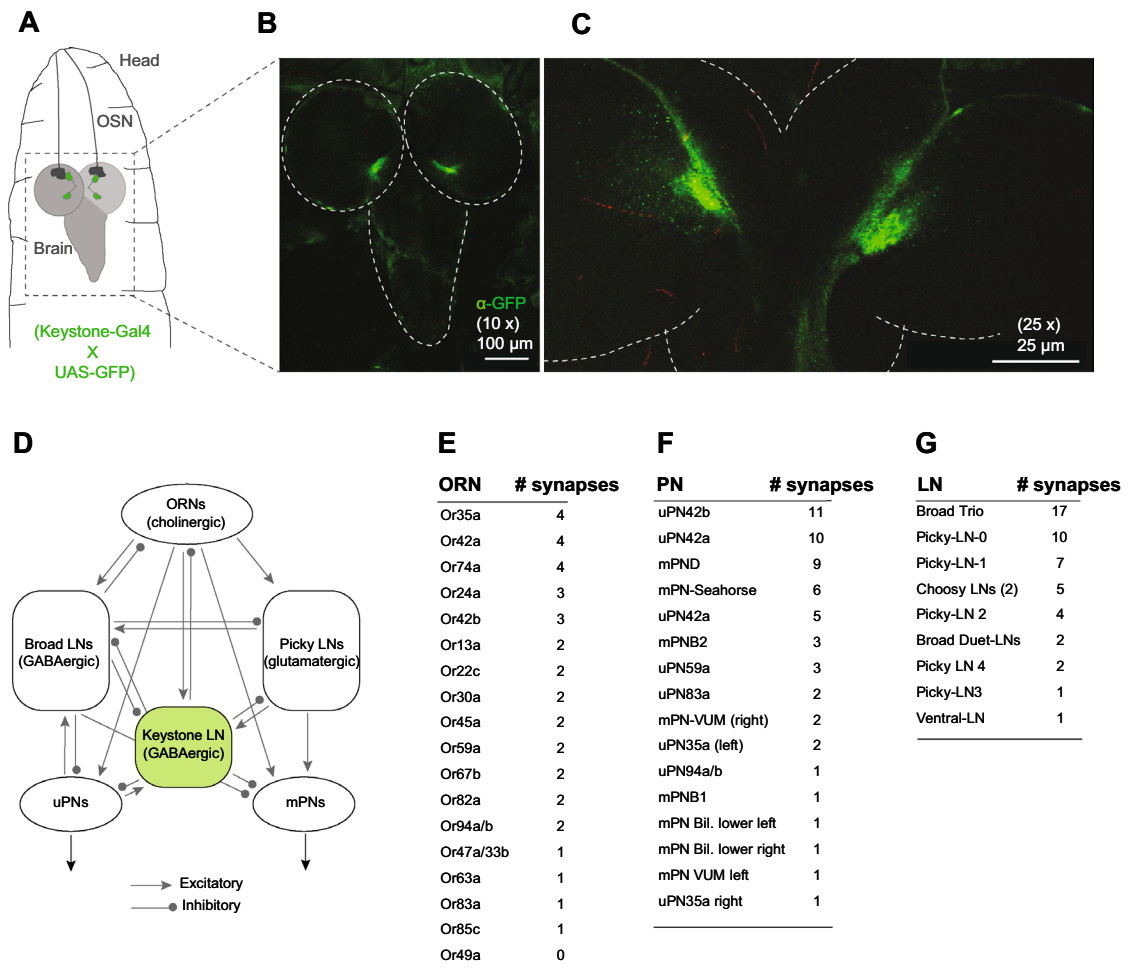 A
Head
OSN
Brain
(Keystone-Gal4
X
UAS-GFP)
B
α-GFP
(10 x)
100 µm
C
(25 x)
25 µm
D
ORNs
(cholinergic)
Broad LNs
(GABAergic)
Picky LNs
(glutamatergic)
Keystone LN
(GABAergic)
uPNs
mPNs
Excitatory
Inhibitory
E
ORN # synapses
Or35a 4
Or42a 4
Or74a 4
Or24a 3
Or42b 3
Or13a 2
Or22c 2
Or30a 2
Or45a 2
Or59a 2
Or67b 2
Or82a 2
Or94a/b 2
Or47a/33b 1
Or63a 1
Or83a 1
Or85c 1
Or49a 0
F
PN # synapses
uPN42b 11
uPN42a 10
mPND 9
mPN-Seahorse 6
uPN42a 5
mPNB2 3
uPN59a 3
uPN83a 2
mPN-VUM (right) 2
uPN35a (left) 2
uPN94a/b 1
mPNB1 1
mPN Bil. lower left 1
mPN Bil. lower right 1
mPN VUM left 1
uPN35a right 1
G
LN # synapses
Broad Trio 17
Picky-LN-0 10
Picky-LN-1 7
Choosy LNs (2) 5
Picky-LN 2 4
Broad Duet-LNs 2
Picky LN 4 2
Picky-LN3 1
Ventral-LN 1